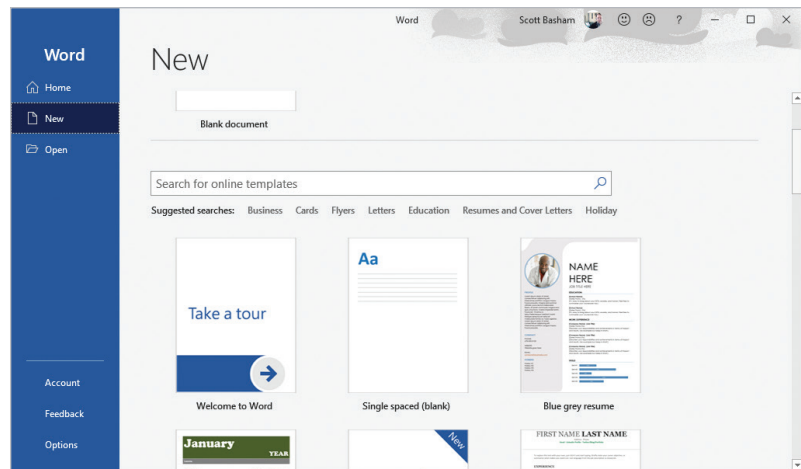 Word
Scott Basham
?
Word
New
Home
New
Open
Blank document
Search for online templates
Suggested searches: Business Cards Flyers Letters Education Resumes and Cover Letters Holiday
Take a tour
Aa
NAME
HERE
Welcome to Word
Single spaced (blank)
Blue grey resume
January
YEAR
New
FIRST NAME LAST NAME
Account
Feedback
Options